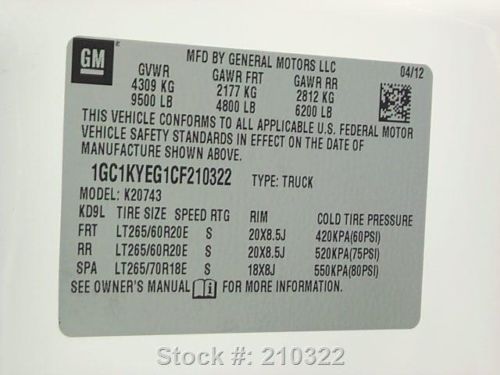 GM
MFD BY GENERAL MOTORS LLC
GVWR GAWR FRT GAWR RR 04/12
4309 KG 2177 KG 2812 KG
9500 LB 4800 LB 6200 LB
THIS VEHICLE CONFORMS TO ALL APPLICABLE U.S. FEDERAL MOTOR
VEHICLE SAFETY STANDARDS IN EFFECT ON THE DATE OF
MANUFACTURE SHOWN ABOVE.
1GC1KYEG1CF210322 TYPE: TRUCK
MODEL: K20743
KD9L TIRE SIZE SPEED RTG RIM COLD TIRE PRESSURE
FRT LT265/60R20E S 20X8.5J 420KPA(60PSI)
RR LT265/60R20E S 20X8.5J 520KPA(75PSI)
SPA LT265/70R18E S 18X8J 550KPA(80PSI)
SEE OWNER'S MANUAL FOR MORE INFORMATION
Stock #: 210322